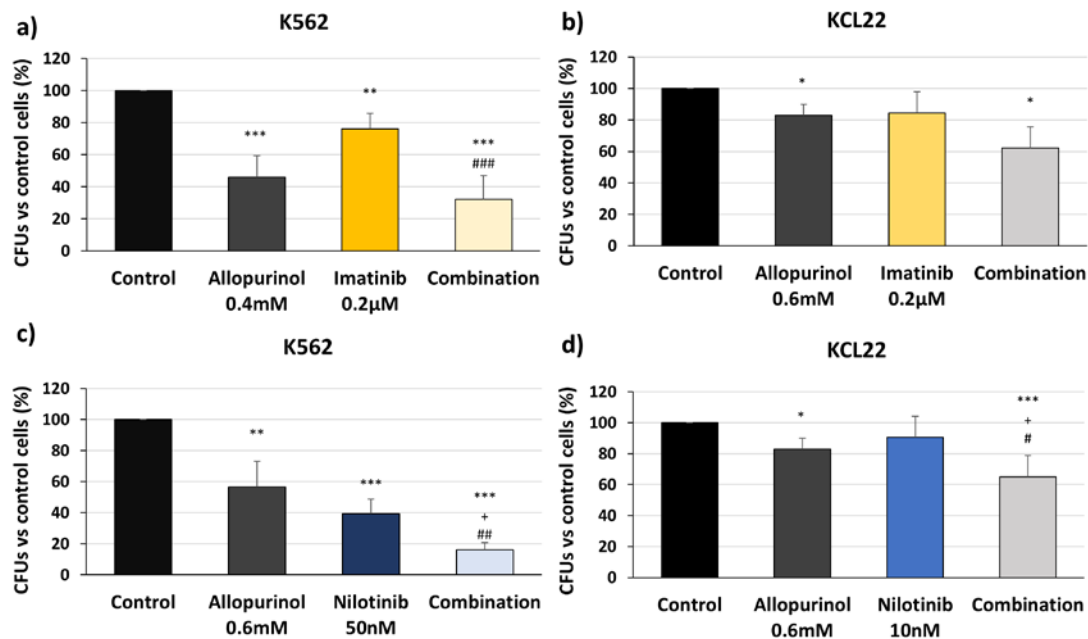 a)
K562
CFUs vs control cells (%)
120
100
80
60
40
20
0
***
**
***
###
Control Allopurinol Imatinib Combination
0.4mM 0.2μM
b)
KCL22
CFUs vs control cells (%)
120
100
80
60
40
20
0
*
*
Control Allopurinol Imatinib Combination
0.6mM 0.2μM
c)
K562
CFUs vs control cells (%)
120
100
80
60
40
20
0
**
***
***
+
##
Control Allopurinol Nilotinib Combination
0.6mM 50nM
d)
KCL22
CFUs vs control cells (%)
120
100
80
60
40
20
0
*
***
+
#
Control Allopurinol Nilotinib Combination
0.6mM 10nM